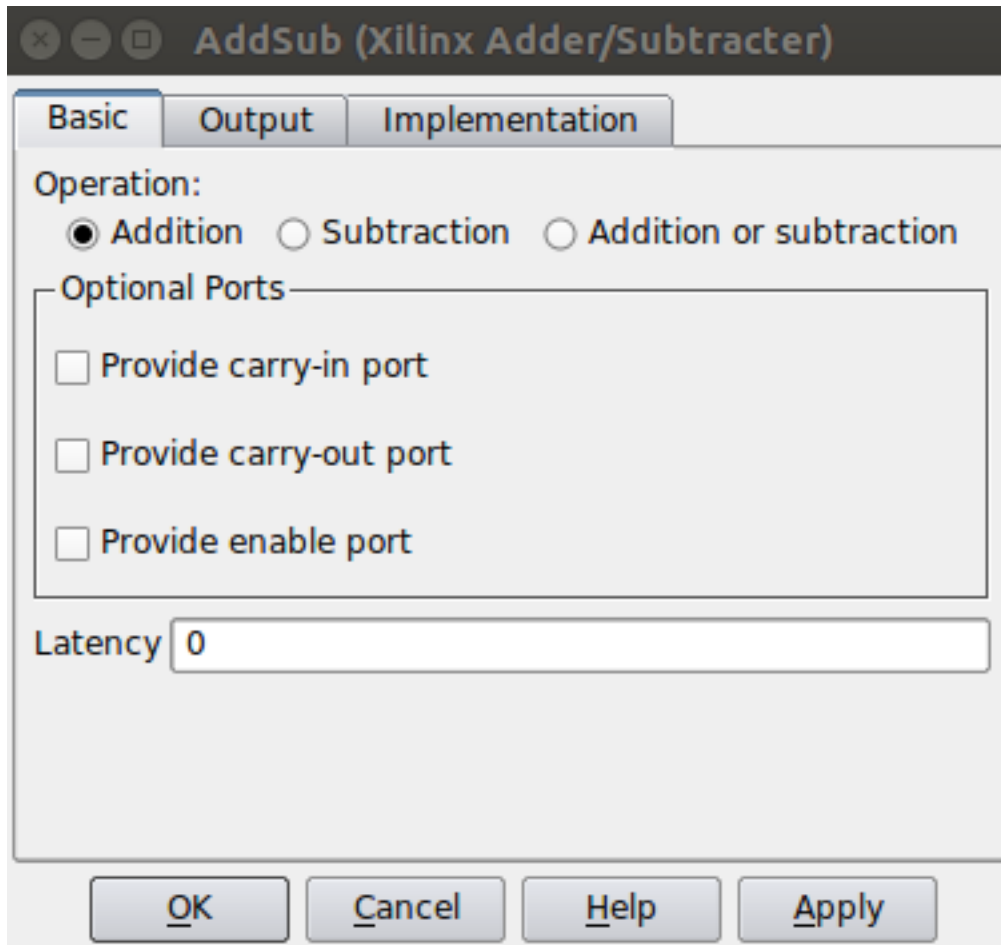 AddSub (Xilinx Adder/Subtracter)
Basic Output Implementation
Operation:
Addition Subtraction Addition or subtraction
Optional Ports
Provide carry-in port
Provide carry-out port
Provide enable port
Latency 0
OK Cancel Help Apply